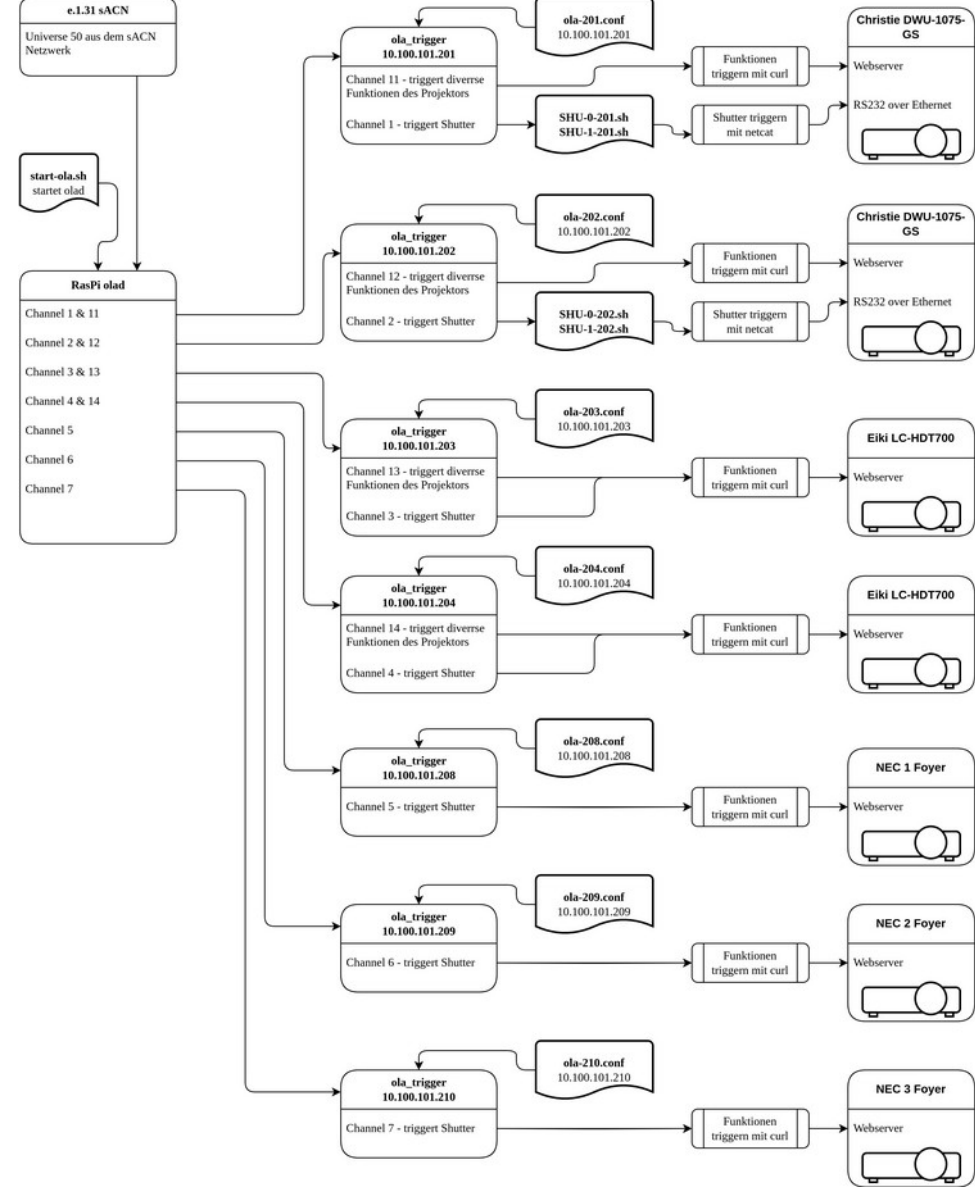 e.1.31 sACN
Universe 50 aus dem sACN
Netzwerk
start-ola.sh
startet olad
RasPi olad
Channel 1 & 11
Channel 2 & 12
Channel 3 & 13
Channel 4 & 14
Channel 5
Channel 6
Channel 7
ola-201.conf
10.100.101.201
ola_trigger
10.100.101.201
Channel 11 - triggert diverrse
Funktionen des Projektors
Channel 1 - triggert Shutter
SHU-0-201.sh
SHU-1-201.sh
Funktionen
triggern mit curl
Shutter triggern
mit netcat
Christie DWU-1075-
GS
Webserver
RS232 over Ethernet
ola-202.conf
10.100.101.202
ola_trigger
10.100.101.202
Channel 12 - triggert diverrse
Funktionen des Projektors
Channel 2 - triggert Shutter
SHU-0-202.sh
SHU-1-202.sh
Funktionen
triggern mit curl
Shutter triggern
mit netcat
Christie DWU-1075-
GS
Webserver
RS232 over Ethernet
ola-203.conf
10.100.101.203
ola_trigger
10.100.101.203
Channel 13 - triggert diverrse
Funktionen des Projektors
Channel 3 - triggert Shutter
Funktionen
triggern mit curl
Eiki LC-HDT700
Webserver
ola-204.conf
10.100.101.204
ola_trigger
10.100.101.204
Channel 14 - triggert diverrse
Funktionen des Projektors
Channel 4 - triggert Shutter
Funktionen
triggern mit curl
Eiki LC-HDT700
Webserver
ola-208.conf
10.100.101.208
ola_trigger
10.100.101.208
Channel 5 - triggert Shutter
Funktionen
triggern mit curl
NEC 1 Foyer
Webserver
ola-209.conf
10.100.101.209
ola_trigger
10.100.101.209
Channel 6 - triggert Shutter
Funktionen
triggern mit curl
NEC 2 Foyer
Webserver
ola-210.conf
10.100.101.210
ola_trigger
10.100.101.210
Channel 7 - triggert Shutter
Funktionen
triggern mit curl
NEC 3 Foyer
Webserver